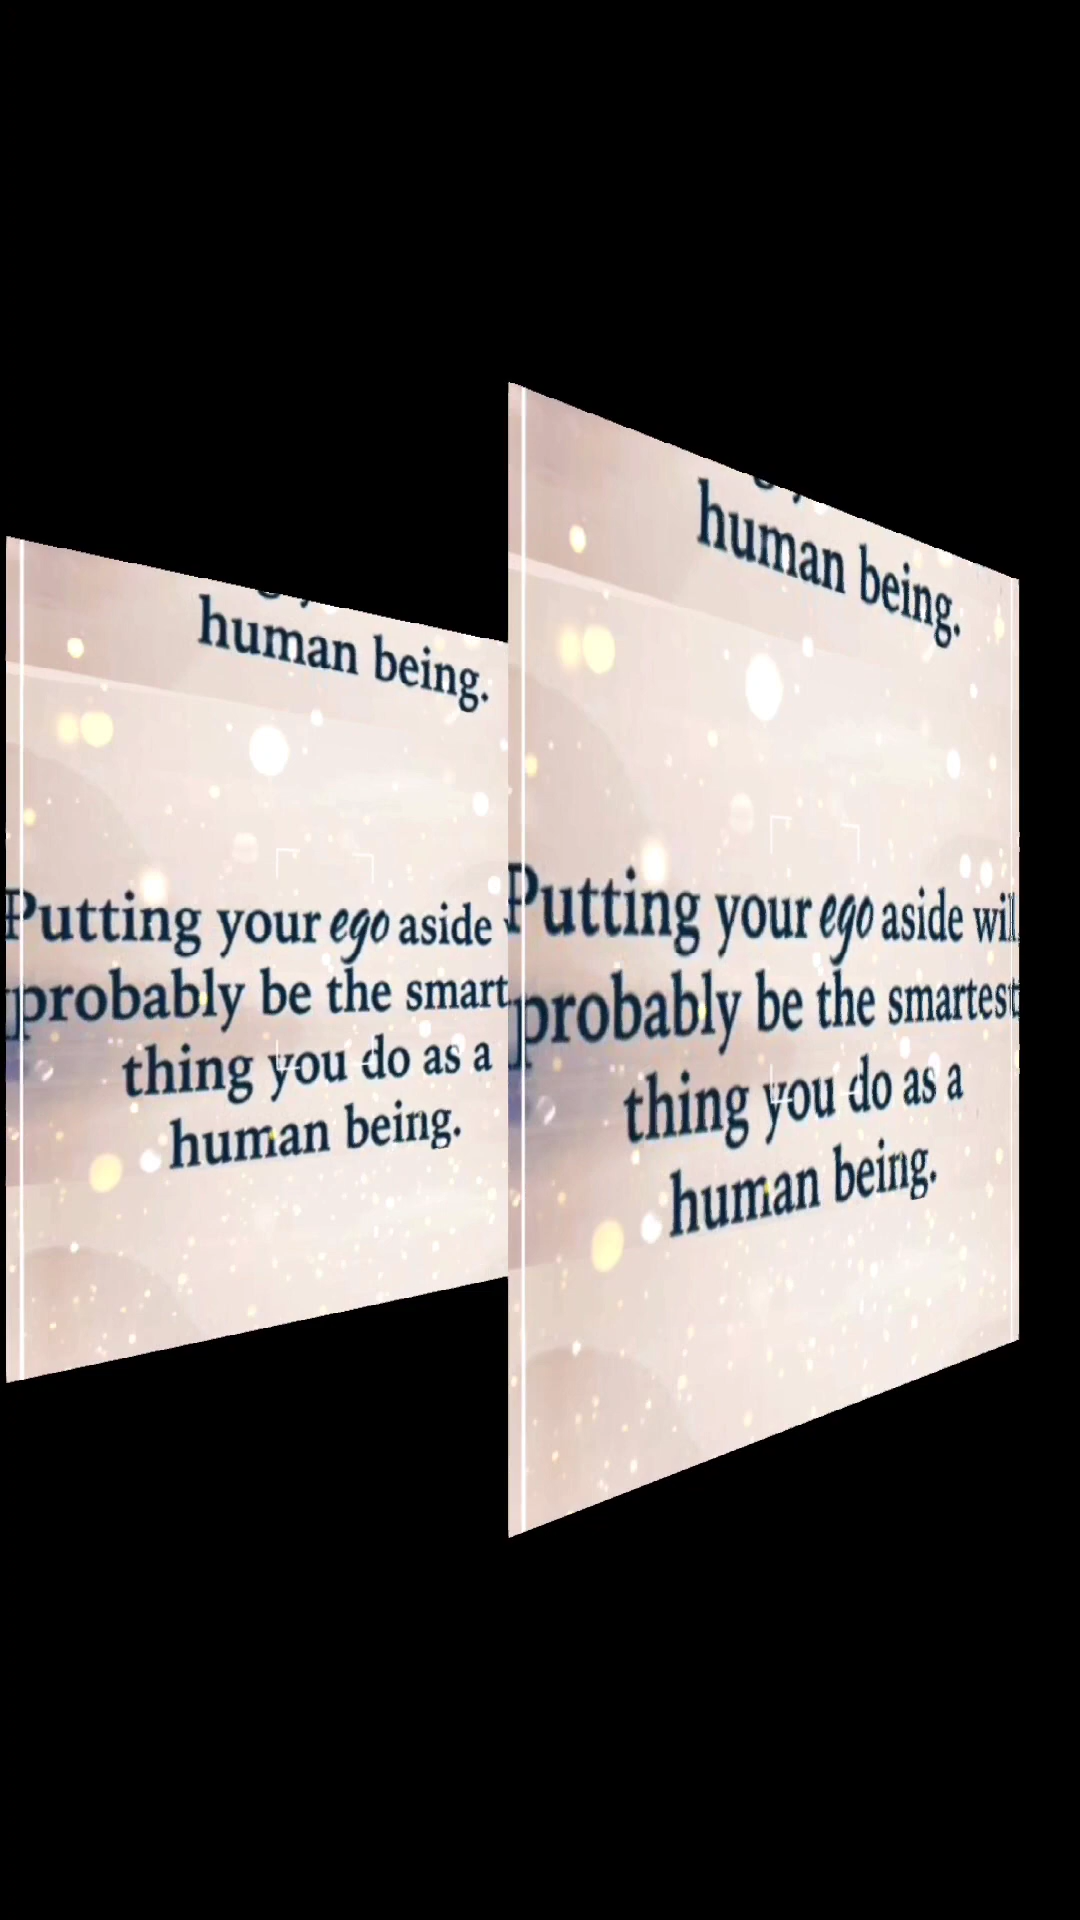 human being.
Putting your ego aside
probably be the smart
thing you do as a
human being.
human being.
Putting your ego aside will
probably be the smartest
thing you do as a
human being.